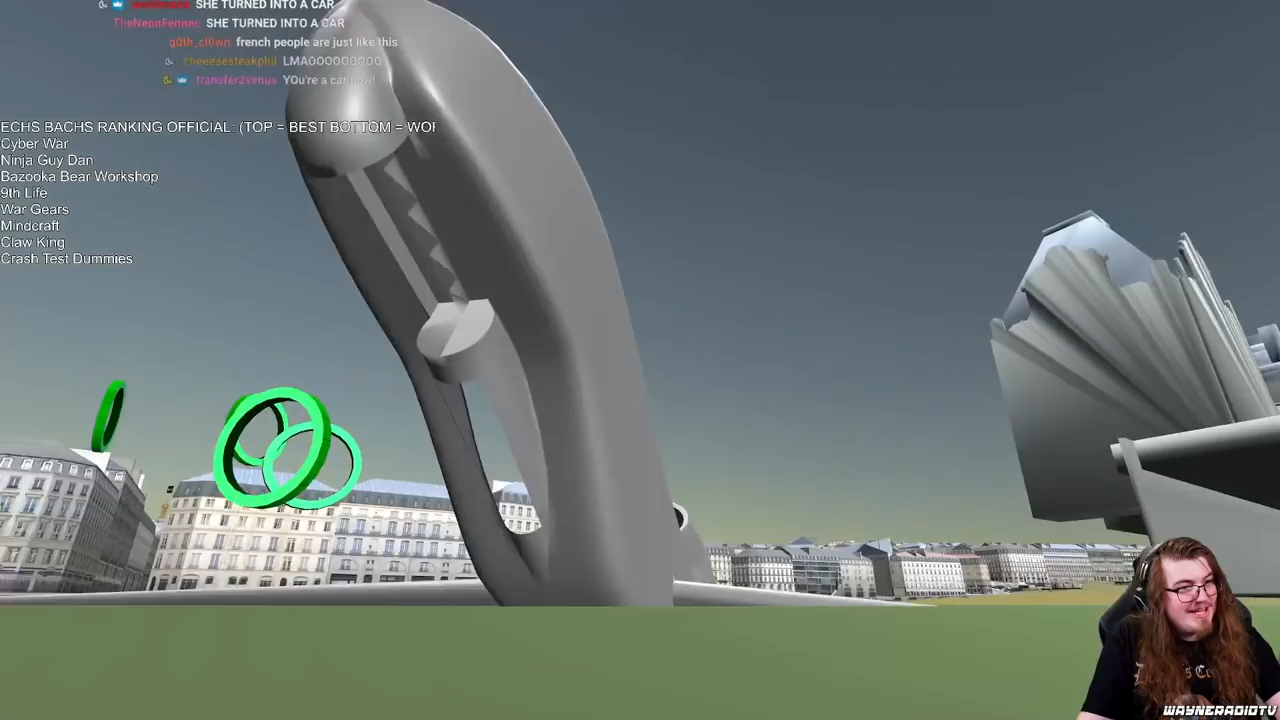 SHE TURNED INTO A CAR
TheNeonFennec SHE TURNED INTO A CAR
g0th_cl0wn french people are just like this
cheeesesteakphil LMAOOOOOOOOO
transfer2venus YOu're a car now!
ECHS BACHS RANKING OFFICIAL: (TOP = BEST BOTTOM = WOR
Cyber War
Ninja Guy Dan
Bazooka Bear Workshop
9th Life
War Gears
Mindcraft
Claw King
Crash Test Dummies
WAYNERADIOTV